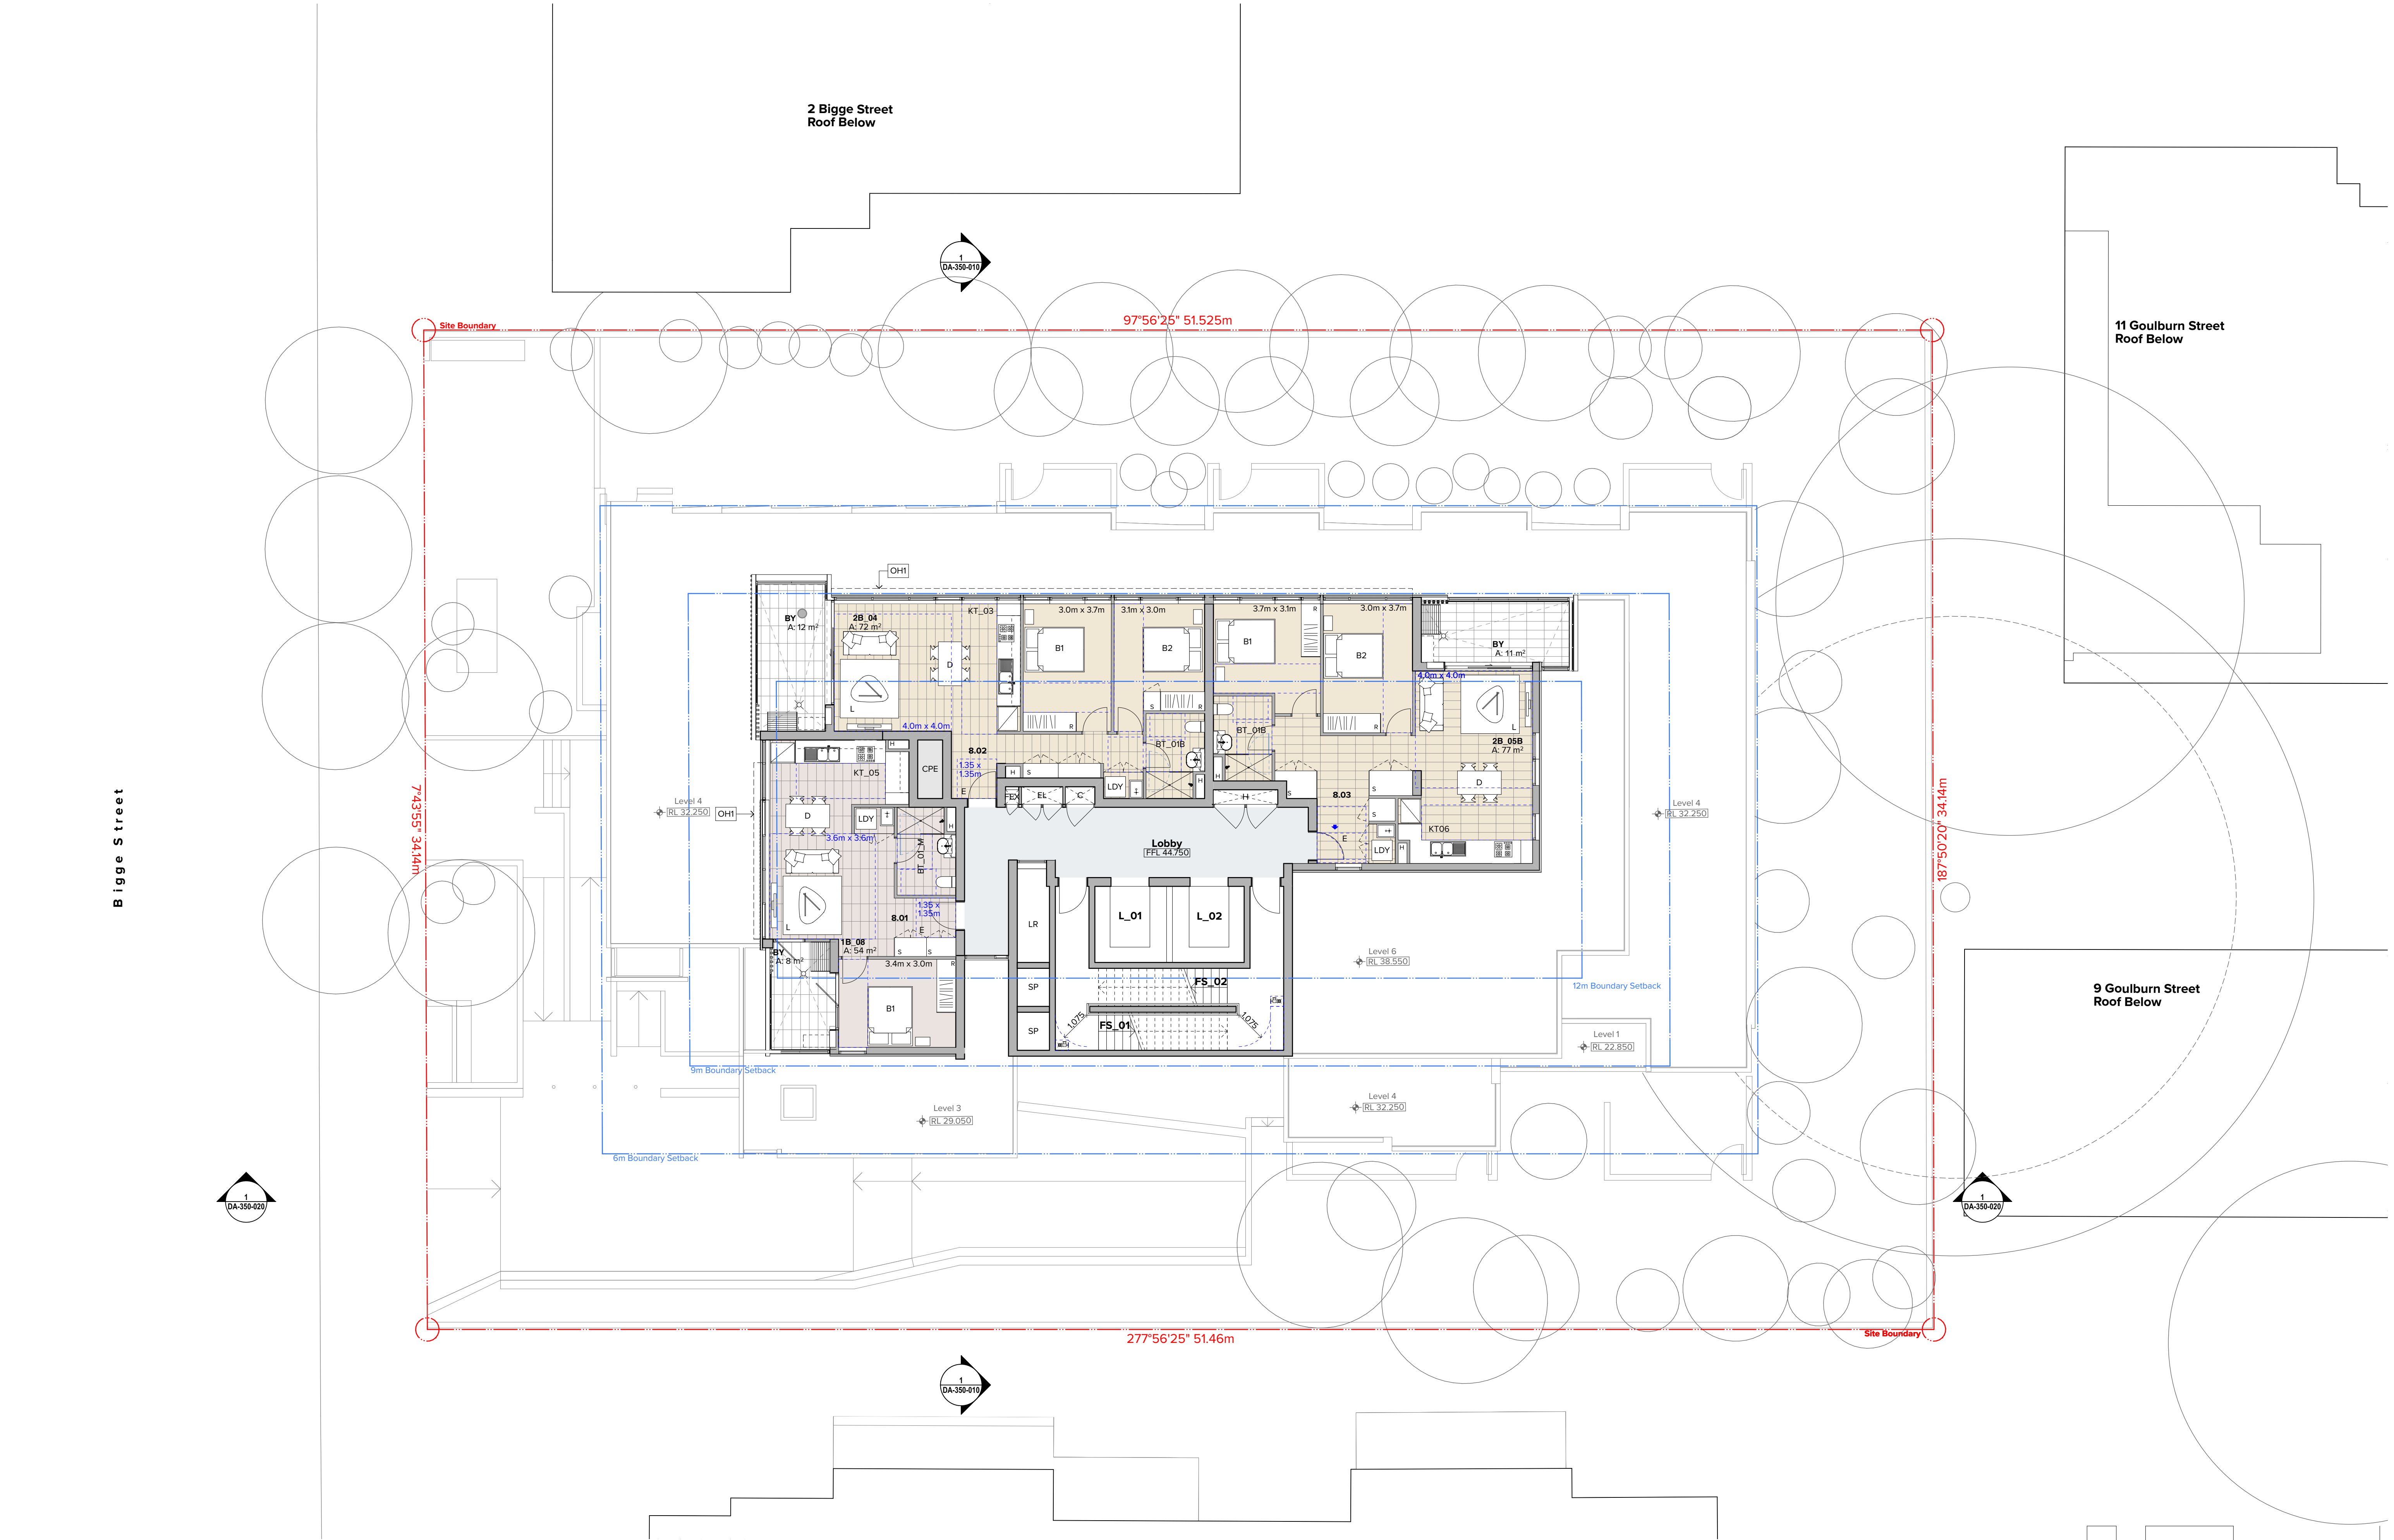 2 Bigge Street
Roof Below
1
DA-350-010
Site Boundary
97°56'25" 51.525m
11 Goulburn Street
Roof Below
OH1
BY
A: 12 m²
2B_04
A: 72 m²
KT_03
3.0m x 3.7m
3.1m x 3.0m
3.7m x 3.1m
R
3.0m x 3.7m
B1
B2
B1
B2
D
L
BY
A: 11 m²
4.0m x 4.0m
L
4.0m x 4.0m
R
S
R
R
BT_01B
BT_01B
2B_05B
A: 77 m²
H
8.02
CPE
KT_05
1.35 x
1.35m
E
H
S
H
H
D
FEX
EL
C
LDY
H
S
8.03
S
S
Level 4
RL 32.250
OH1
D
LDY
H
3.6m x 3.6m
BT_01_M
Lobby
FFL 44.750
E
LDY
H
KT06
Level 4
RL 32.250
7°43'55" 34.14m
187°50'20" 34.14m
Bigge Street
L
8.01
1.35 x
1.35m
E
S
S
1B_08
A: 54 m²
BY
A: 8 m²
3.4m x 3.0m
R
B1
LR
SP
SP
L_01
L_02
FS_02
FS_01
1,075
1,075
Level 6
RL 38.550
12m Boundary Setback
9 Goulburn Street
Roof Below
Level 1
RL 22.850
9m Boundary Setback
Level 3
RL 29.050
Level 4
RL 32.250
6m Boundary Setback
1
DA-350-020
1
DA-350-020
277°56'25" 51.46m
Site Boundary
1
DA-350-010